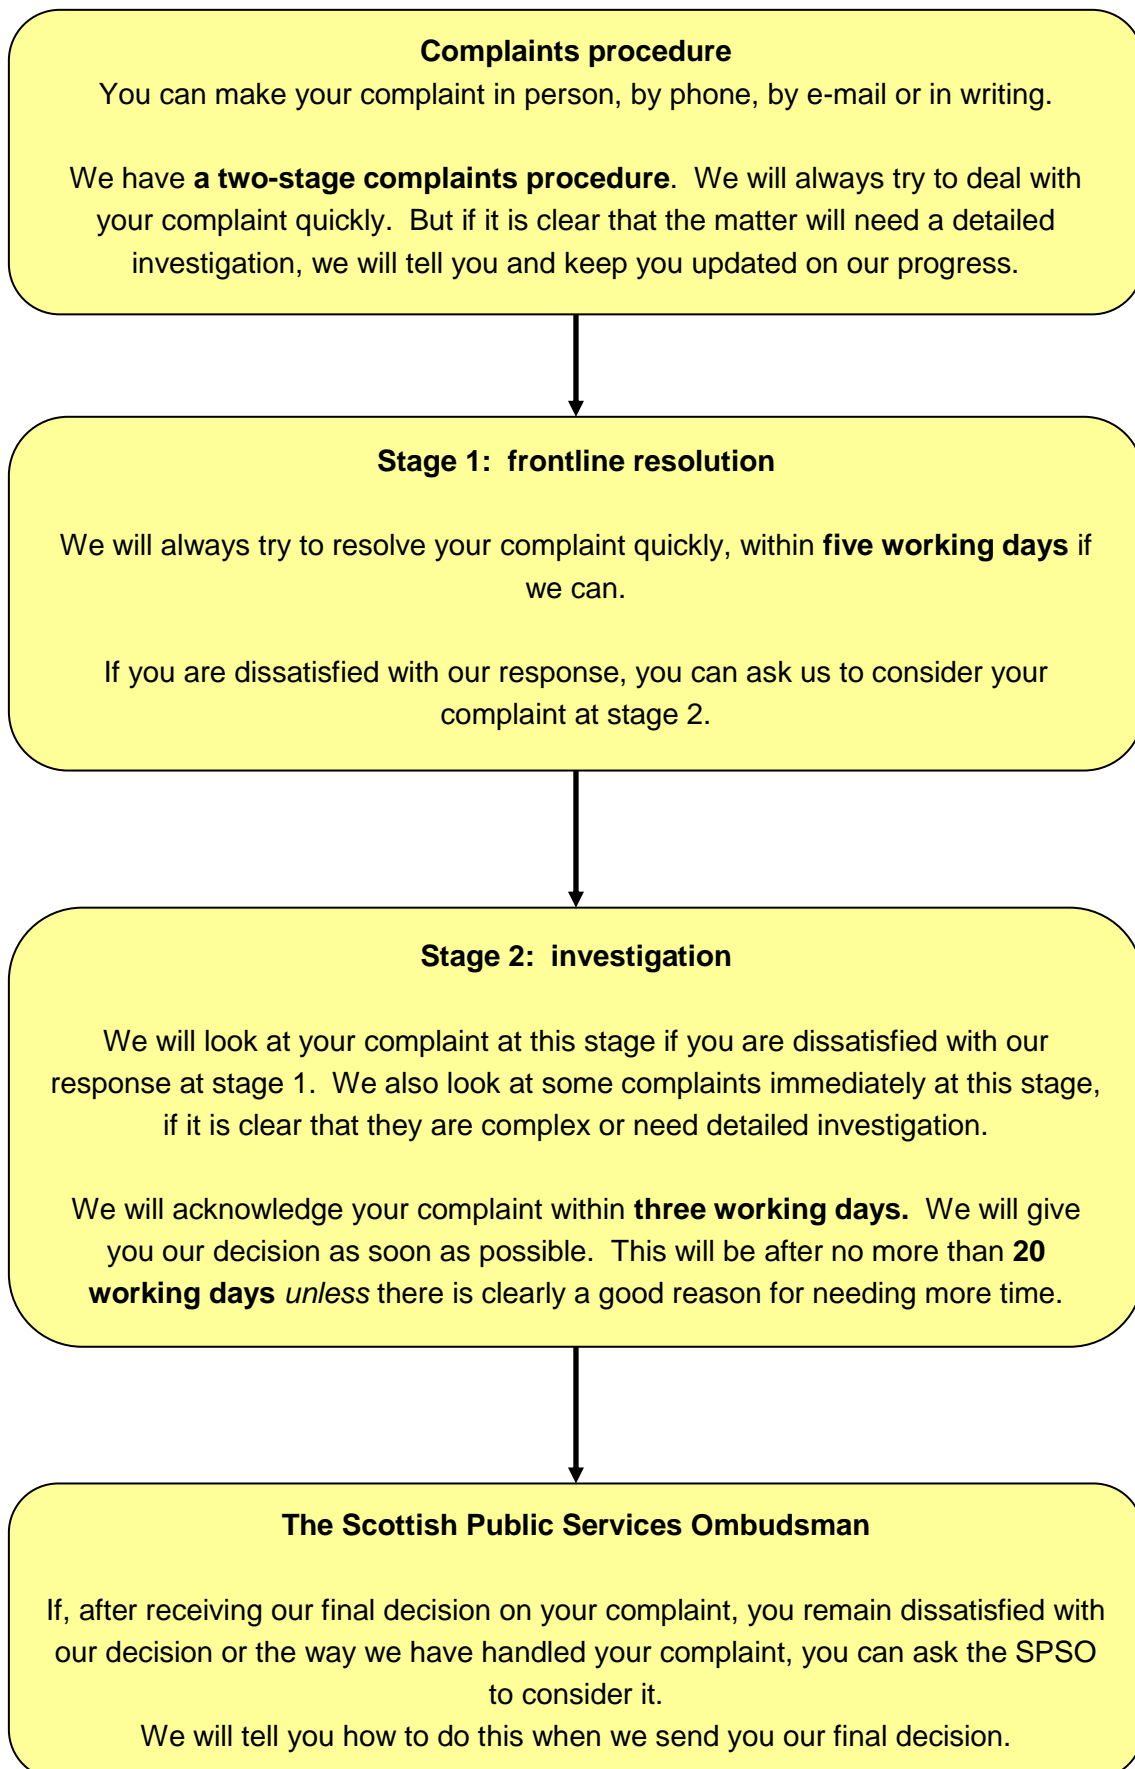 Complaints procedure
You can make your complaint in person, by phone, by e-mail or in writing.
We have a two-stage complaints procedure.  We will always try to deal with
your complaint quickly.  But if it is clear that the matter will need a detailed
investigation, we will tell you and keep you updated on our progress.
Stage 1:  frontline resolution
We will always try to resolve your complaint quickly, within five working days if
we can.
If you are dissatisfied with our response, you can ask us to consider your
complaint at stage 2.
Stage 2:  investigation
We will look at your complaint at this stage if you are dissatisfied with our
response at stage 1.  We also look at some complaints immediately at this stage,
if it is clear that they are complex or need detailed investigation.
We will acknowledge your complaint within three working days.  We will give
you our decision as soon as possible.  This will be after no more than 20
working days unless there is clearly a good reason for needing more time.
The Scottish Public Services Ombudsman
If, after receiving our final decision on your complaint, you remain dissatisfied with
our decision or the way we have handled your complaint, you can ask the SPSO
to consider it.
We will tell you how to do this when we send you our final decision.